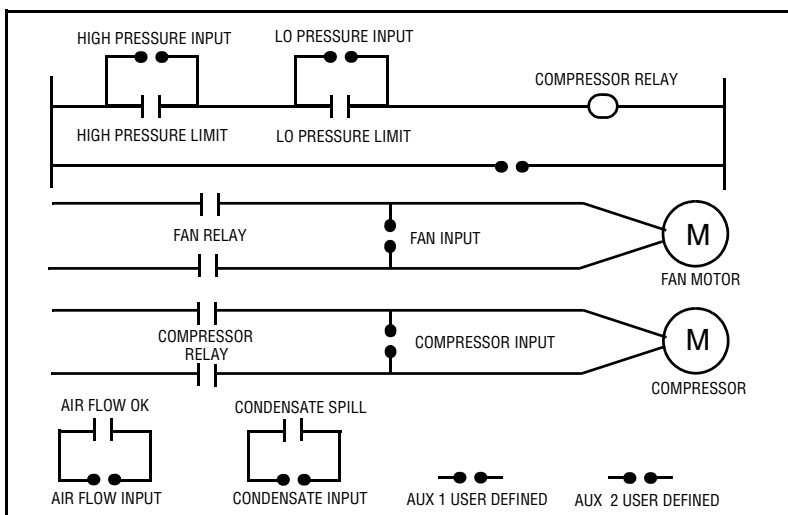 HIGH PRESSURE INPUT
LO PRESSURE INPUT
COMPRESSOR RELAY
HIGH PRESSURE LIMIT
LO PRESSURE LIMIT
FAN RELAY
FAN INPUT
M
FAN MOTOR
COMPRESSOR
RELAY
COMPRESSOR INPUT
M
COMPRESSOR
AIR FLOW OK
CONDENSATE SPILL
AIR FLOW INPUT
CONDENSATE INPUT
AUX 1 USER DEFINED
AUX 2 USER DEFINED